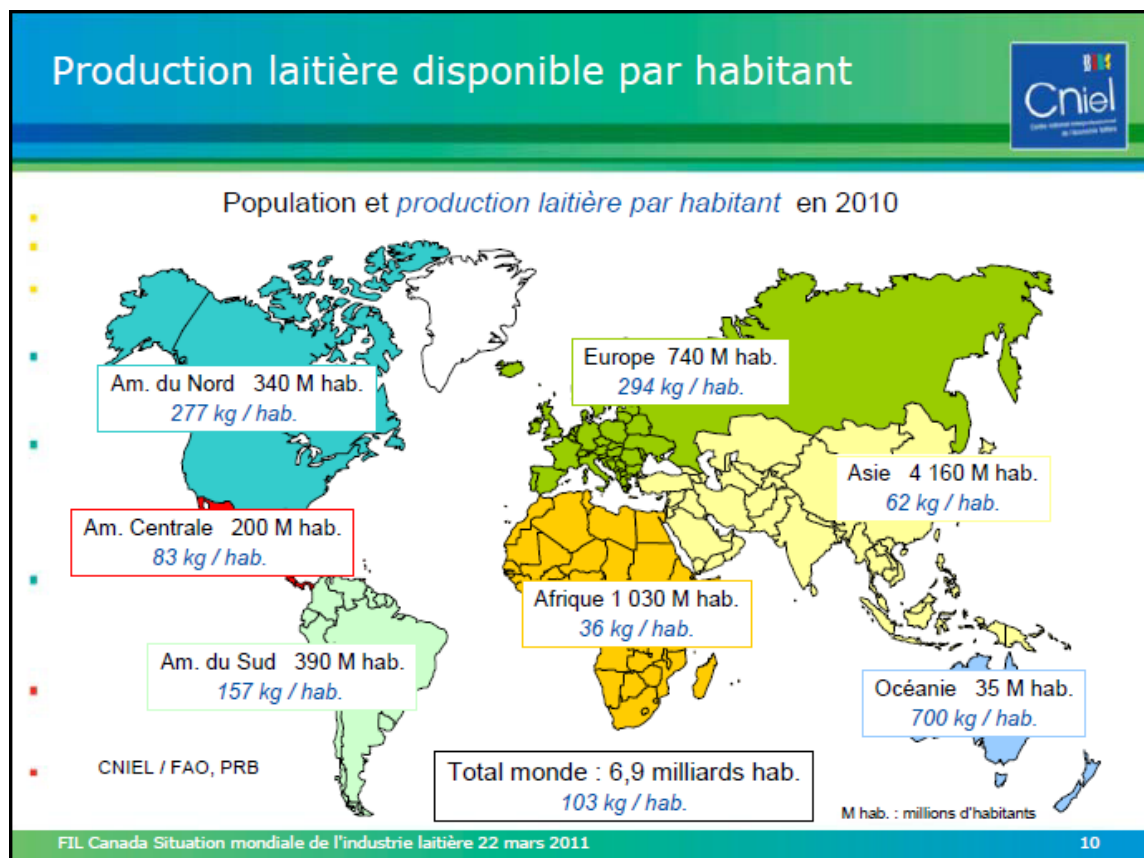 Production laitière disponible par habitant
Cniel
Population et production laitière par habitant en 2010
Am. du Nord 340 M hab.
277 kg / hab.
Europe 740 M hab.
294 kg / hab.
Asie 4 160 M hab.
62 kg / hab.
Am. Centrale 200 M hab.
83 kg / hab.
Afrique 1 030 M hab.
36 kg / hab.
Am. du Sud 390 M hab.
157 kg / hab.
Océanie 35 M hab.
700 kg / hab.
CNIEL / FAO, PRB
Total monde : 6,9 milliards hab.
103 kg / hab.
M hab. : millions d'habitants
FIL Canada Situation mondiale de l'industrie laitière 22 mars 2011
10